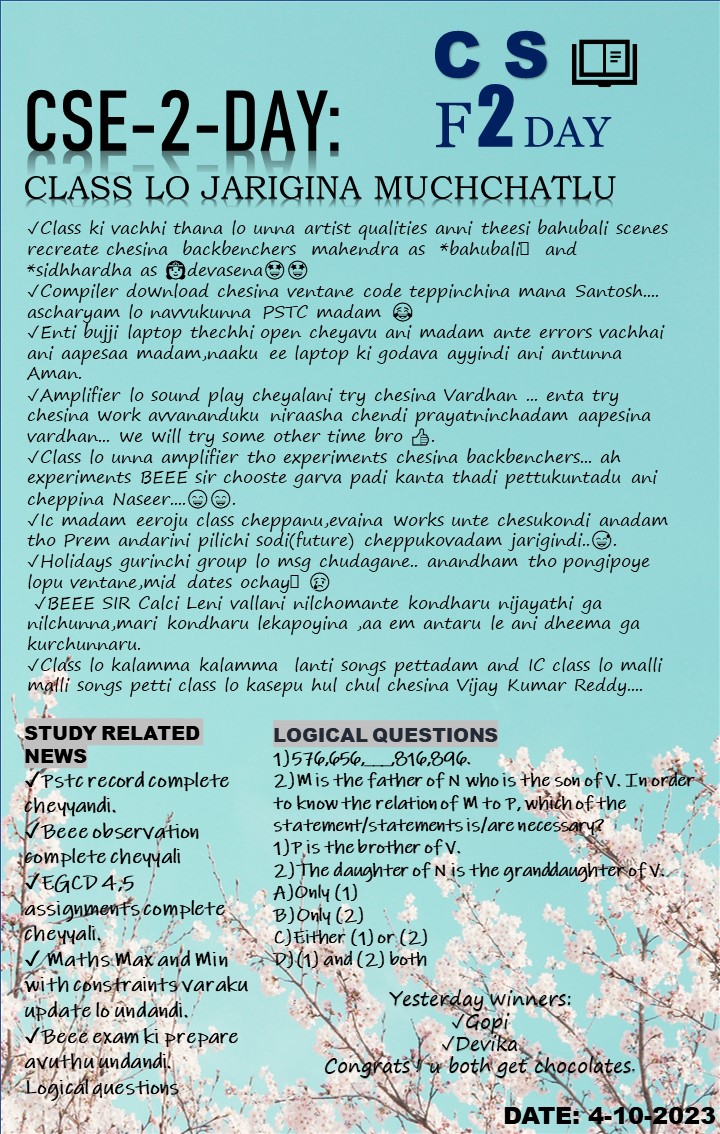 CS
F2DAY
CSE-2-DAY:
CLASS LO JARIGINA MUCHCHATLU
✓Class ki vachhi thana lo unna artist qualities anni theesi bahubali scenes
recreate chesina backbenchers mahendra as *bahubali and
*sidhhardha as 👸devasena🤩🤩
✓Compiler download chesina ventane code teppinchina mana Santosh....
ascharyam lo navvukunna PSTC madam 😂
✓Enti bujji laptop thechhi open cheyavu ani madam ante errors vachhai
ani aapesaa madam,naaku ee laptop ki godava ayyindi ani antunna
Aman.
✓Amplifier lo sound play cheyalani try chesina Vardhan ... enta try
chesina work avvananduku niraasha chendi prayatninchadam aapesina
vardhan... We will try some other time bro 👍.
✓Class lo unna amplifier tho experiments chesina backbenchers... ah
experiments BEEE sir chooste garva padi kanta thadi pettukuntadu ani
cheppina Naseer....😄😄.
✓Ic madam eeroju class cheppanu,evaina works unte chesukondi anadam
tho Prem andarini pilichi sodi(future) cheppukovadam jarigindi..😅.
✓Holidays gurinchi group lo msg chudagane.. anandham tho pongipoye
lopu ventane,mid dates ochay 😢
✓BEEE SIR Calci Leni vallani nilchomante kondharu nijayathi ga
nilchunna,mari kondharu lekapoyina ,aa em antaru le ani dheema ga
kurchunnaru.
✓Class lo kalamma kalamma lanti songs pettadam and IC class lo malli
malli songs petti class lo kasepu hul chul chesina Vijay Kumar Reddy....
STUDY RELATED
NEWS
✓Pstc record complete
cheyyandi.
✓Beee observation
complete cheyyali
✓EGCD 4,5
assignments complete
cheyyali.
✓ Maths Max and Min
with constraints varaku
update lo undandi.
✓Beee exam ki prepare
avuthu undandi.
Logical questions
LOGICAL QUESTIONS
1)576,656,___,816,896.
2)M is the father of N who is the son of V. In order
to know the relation of M to P, which of the
statement/statements is/are necessary?
1)P is the brother of V.
2)The daughter of N is the granddaughter of V.
A)Only (1)
B)Only (2)
C)Either (1) or (2)
D)(1) and (2) both
Yesterday winners:
✓Gopi
✓Devika
Congrats ! u both get chocolates.
DATE: 4-10-2023